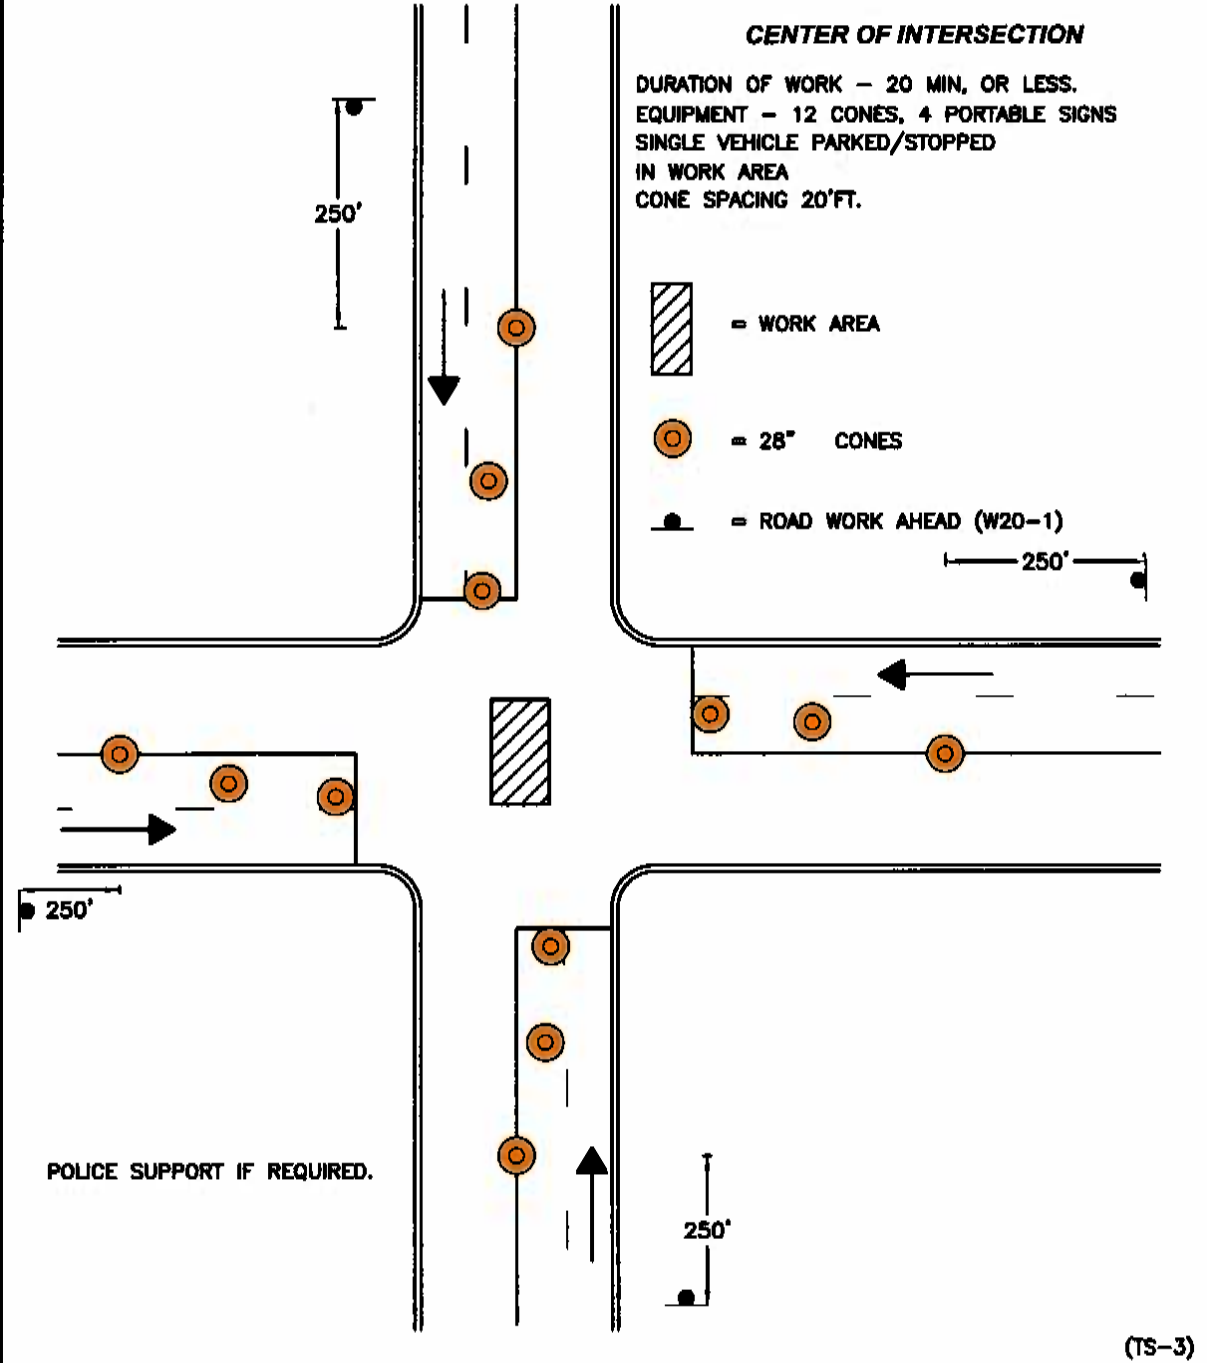 CENTER OF INTERSECTION
DURATION OF WORK - 20 MIN. OR LESS.
EQUIPMENT - 12 CONES, 4 PORTABLE SIGNS
SINGLE VEHICLE PARKED/STOPPED
IN WORK AREA
CONE SPACING 20'FT.
250'
= WORK AREA
= 28" CONES
= ROAD WORK AHEAD (W20-1)
250'
250'
POLICE SUPPORT IF REQUIRED.
250'
(TS-3)